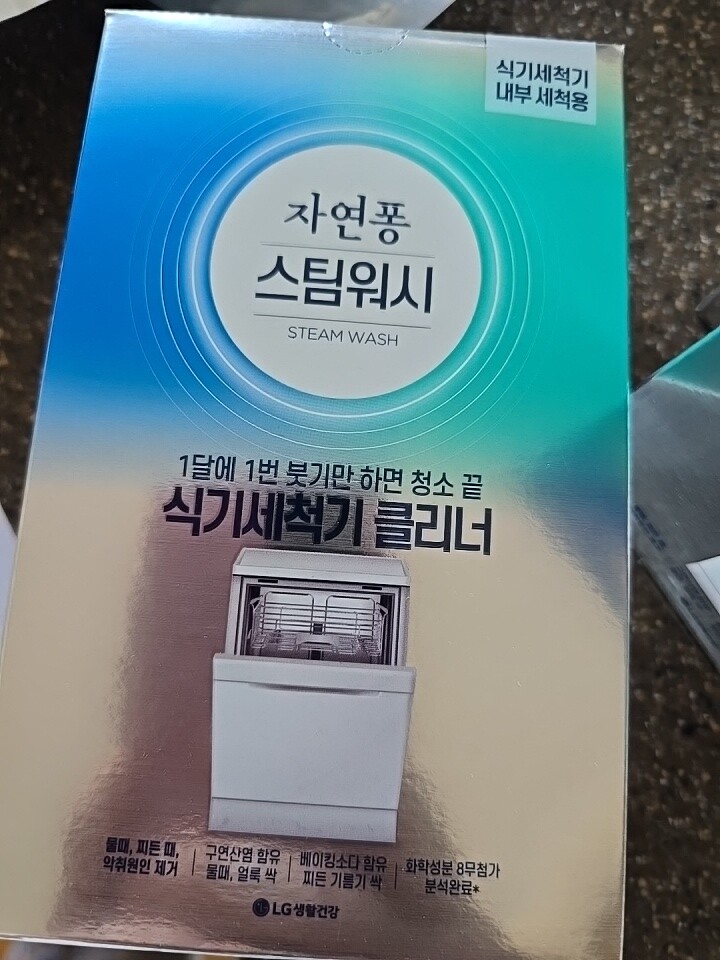 식기세척기
내부 세척용
자연퐁
스팀워시
STEAM WASH
1달에 1번 붓기만 하면 청소 끝
식기세척기 클리너
물때, 찌든 때,
악취원인 제거
구연산염 함유
물때, 얼룩 싹
베이킹소다 함유
찌든 기름기 싹
화학성분 8무첨가
분석완료*
LG생활건강